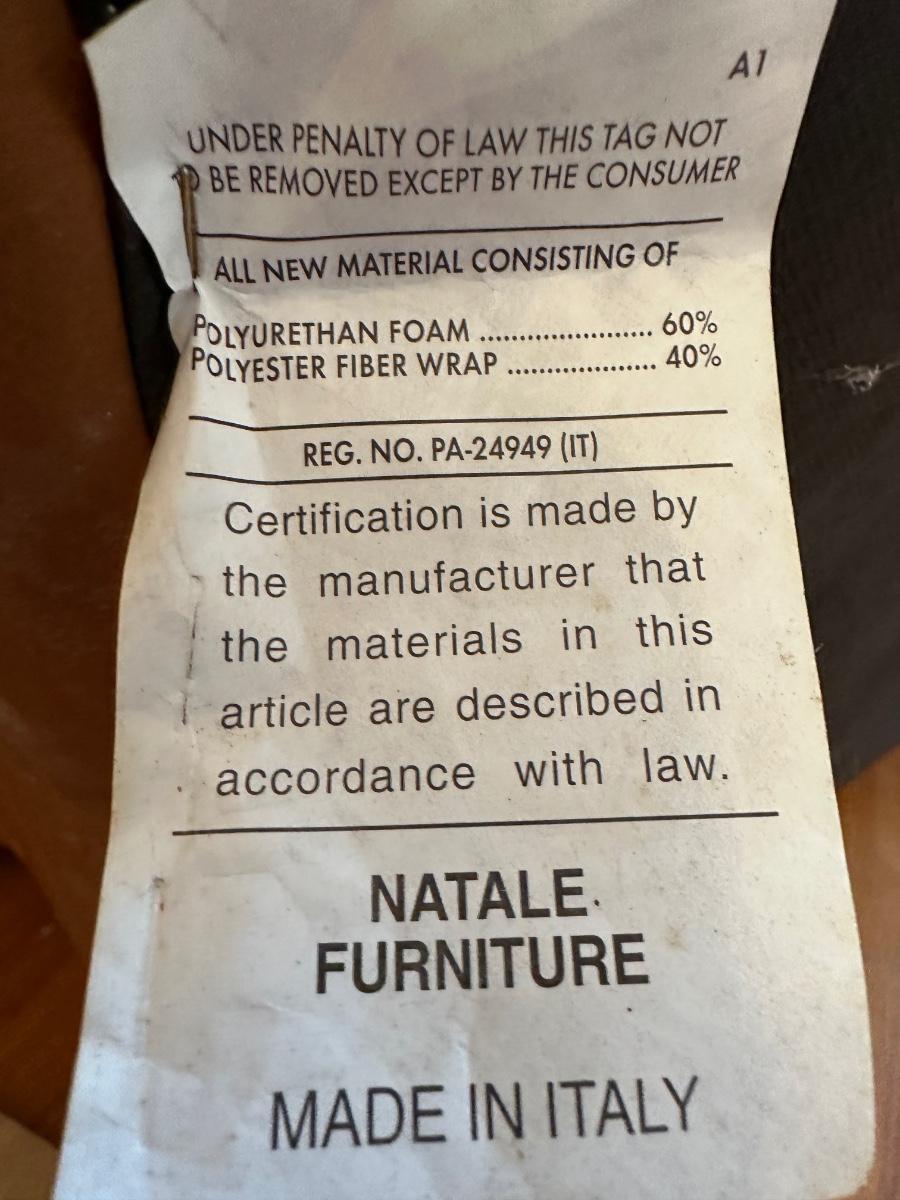 A1
UNDER PENALTY OF LAW THIS TAG NOT
TO BE REMOVED EXCEPT BY THE CONSUMER
ALL NEW MATERIAL CONSISTING OF
POLYURETHAN FOAM ..................... 60%
POLYESTER FIBER WRAP ................... 40%
REG. NO. PA-24949 (IT)
Certification is made by
the manufacturer that
the materials in this
article are described in
accordance with law.
NATALE
FURNITURE
MADE IN ITALY